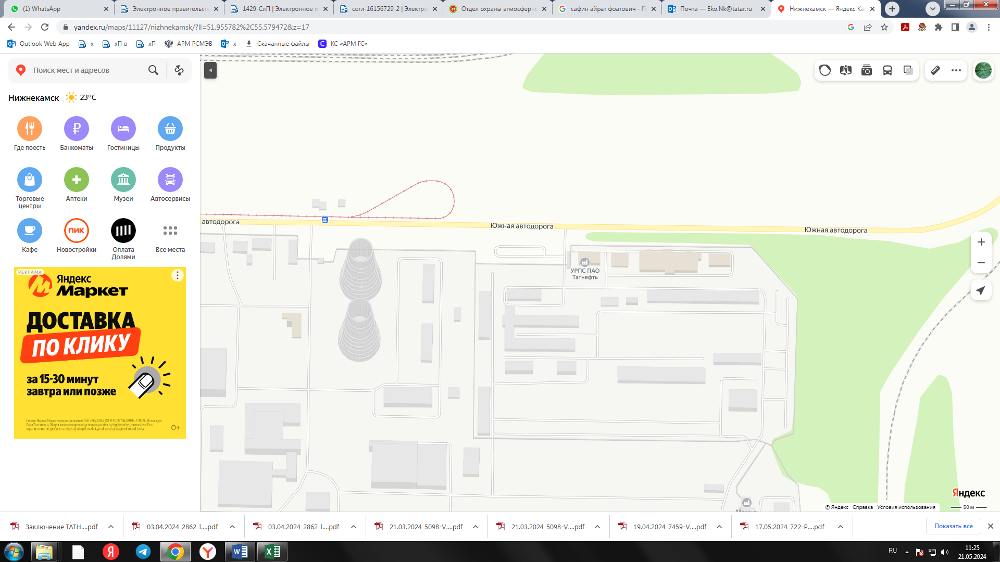 (1) WhatsApp
Электронное правительст
1429-СлП | Электронное п
согл-16156729-2 | Электро
Отдел охраны атмосферно
сафин айрат фоатович - П
Почта — Eko.Nk@tatar.ru
Нижнекамск — Яндекс Ка
yandex.ru/maps/11127/nizhnekamsk/?ll=51.955782%2C55.579472&z=17
Outlook Web App
х
хП о
хП
АРМ РСМЭВ
х
Скачанные файлы
КС «АРМ ГС»
Поиск мест и адресов
Нижнекамск
23°C
Где поесть
Банкоматы
Гостиницы
Продукты
Торговые
центры
Аптеки
Музеи
Автосервисы
ПИК
Кафе
Новостройки
Оплата
Долями
Все места
РЕКЛАМА
Яндекс
Маркет
ДОСТАВКА
ПО КЛИКУ
за 15-30 минут
завтра или позже
0+
автодорога
Южная автодорога
Южная автодорога
УРПС ПАО
Татнефть
Яндекс
© Яндекс Справка Условия использования
50 м
Заключение ТАТН....pdf
03.04.2024_2862_I....pdf
03.04.2024_2862_I....pdf
21.03.2024_5098-V....pdf
21.03.2024_5098-V....pdf
19.04.2024_7459-V....pdf
17.05.2024_722-P....pdf
Показать все
RU
11:25
21.05.2024